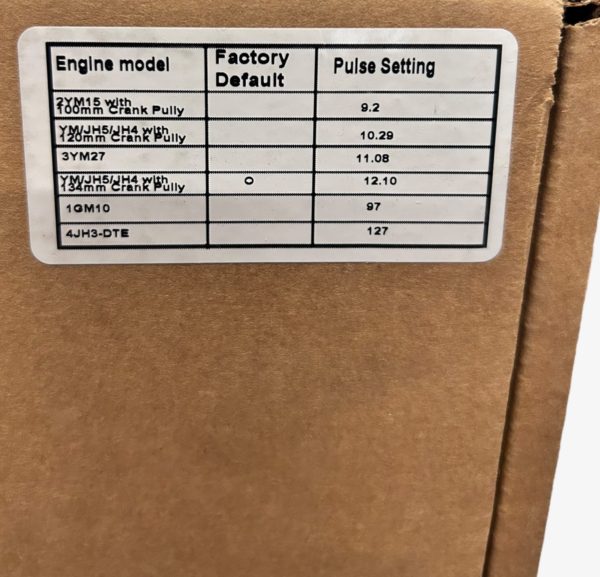 Engine model Factory Default Pulse Setting
2YM15 with 100mm Crank Pully 9.2
YM/JH5/JH4 with 120mm Crank Pully 10.29
3YM27 11.08
YM/JH5/JH4 with 134mm Crank Pully O 12.10
1GM10 97
4JH3-DTE 127